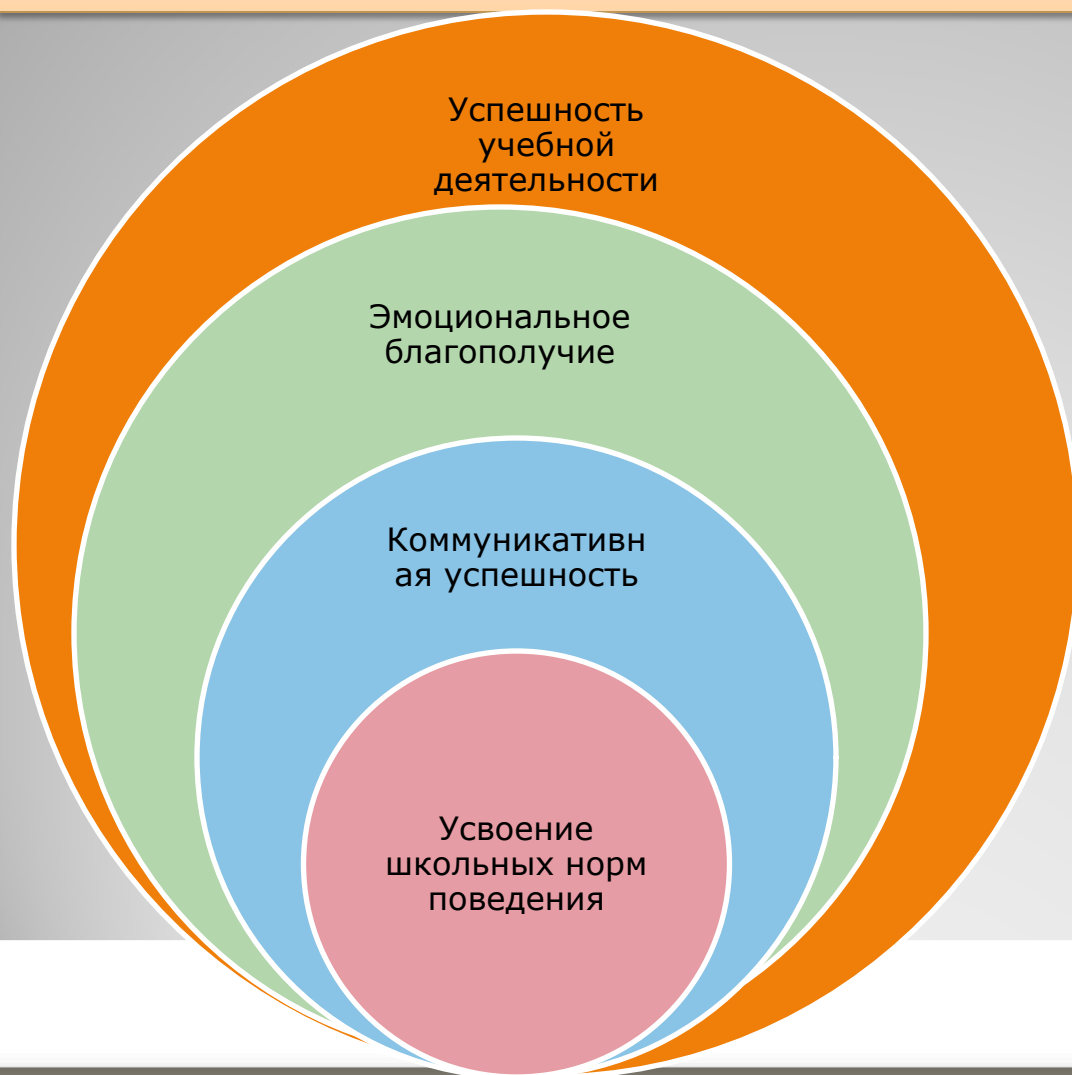 Успешность
учебной
деятельности
Эмоциональное
благополучие
Коммуникативн
ая успешность
Усвоение
школьных норм
поведения